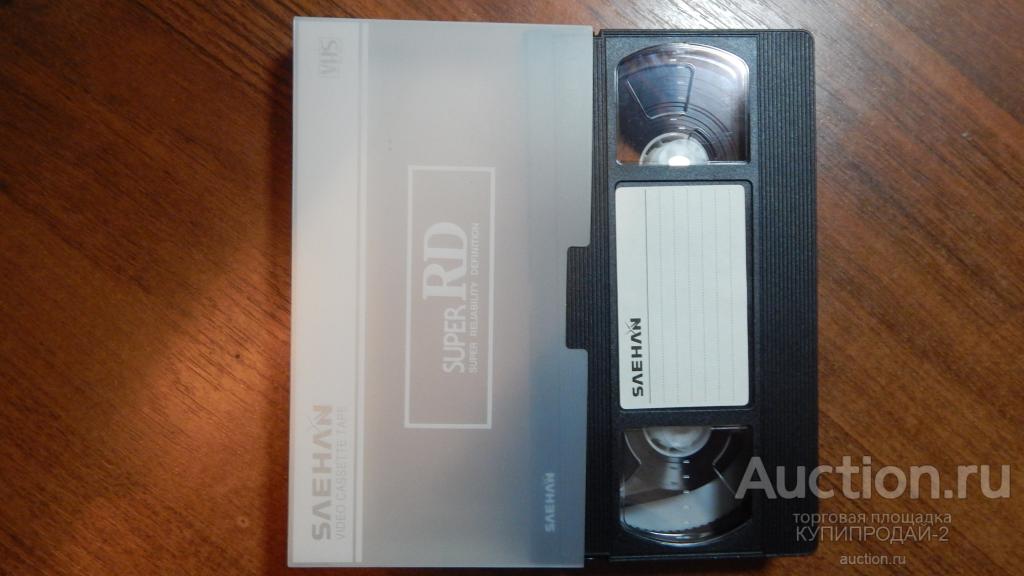 SAEHAN
VIDEO CASSETTE TAPE
VHS
SUPER RD
SUPER RELIABILITY DEFINITION
SAEHAN
SAEHAN
Auction.ru
торговая площадка
КУПИПРОДАЙ-2
auction.ru